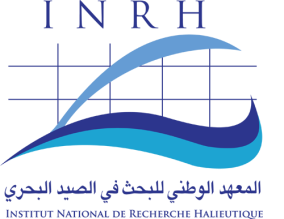 INRH
المعهد الوطني للبحث في الصيد البحري
Institut National de Recherche Halieutique